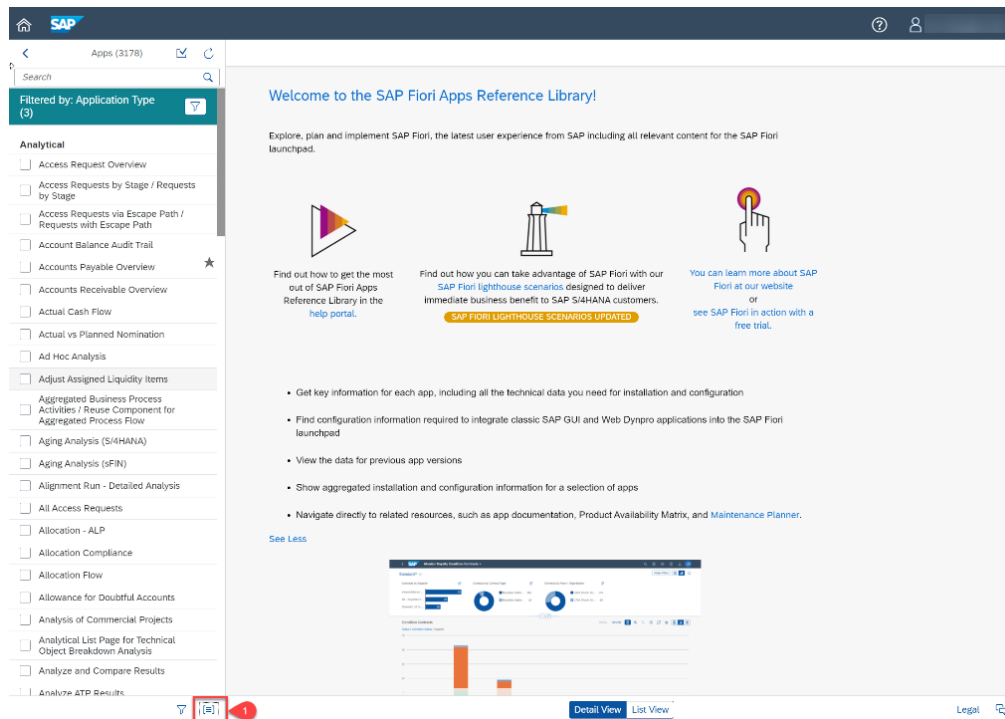 SAP
Apps (3178)
Search
Filtered by: Application Type
(3)
Analytical
Access Request Overview
Access Requests by Stage / Requests
by Stage
Access Requests via Escape Path /
Requests with Escape Path
Account Balance Audit Trail
Accounts Payable Overview
Accounts Receivable Overview
Actual Cash Flow
Actual vs Planned Nomination
Ad Hoc Analysis
Adjust Assigned Liquidity Items
Aggregated Business Process
Activities / Reuse Component for
Aggregated Process Flow
Aging Analysis (S/4HANA)
Aging Analysis (sFIN)
Alignment Run - Detailed Analysis
All Access Requests
Allocation - ALP
Allocation Compliance
Allocation Flow
Allowance for Doubtful Accounts
Analysis of Commercial Projects
Analytical List Page for Technical
Object Breakdown Analysis
Analyze and Compare Results
Analyze ATP Results
1
Welcome to the SAP Fiori Apps Reference Library!
Explore, plan and implement SAP Fiori, the latest user experience from SAP including all relevant content for the SAP Fiori
launchpad.
Find out how to get the most
out of SAP Fiori Apps
Reference Library in the
help portal.
Find out how you can take advantage of SAP Fiori with our
SAP Fiori lighthouse scenarios designed to deliver
immediate business benefit to SAP S/4HANA customers.
SAP FIORI LIGHTHOUSE SCENARIOS UPDATED
You can learn more about SAP
Fiori at our website
or
see SAP Fiori in action with a
free trial.
• Get key information for each app, including all the technical data you need for installation and configuration
• Find configuration information required to integrate classic SAP GUI and Web Dynpro applications into the SAP Fiori
launchpad
• View the data for previous app versions
• Show aggregated installation and configuration information for a selection of apps
• Navigate directly to related resources, such as app documentation, Product Availability Matrix, and Maintenance Planner.
See Less
SAP
Detail View List View
Legal